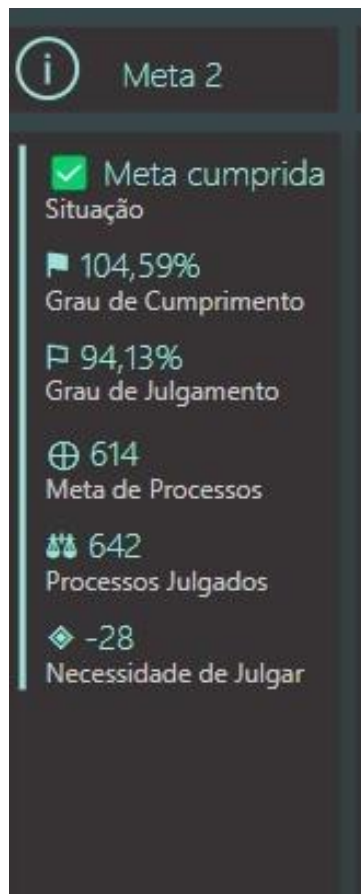 Meta 2
Meta cumprida
Situação
104,59%
Grau de Cumprimento
94,13%
Grau de Julgamento
614
Meta de Processos
642
Processos Julgados
-28
Necessidade de Julgar